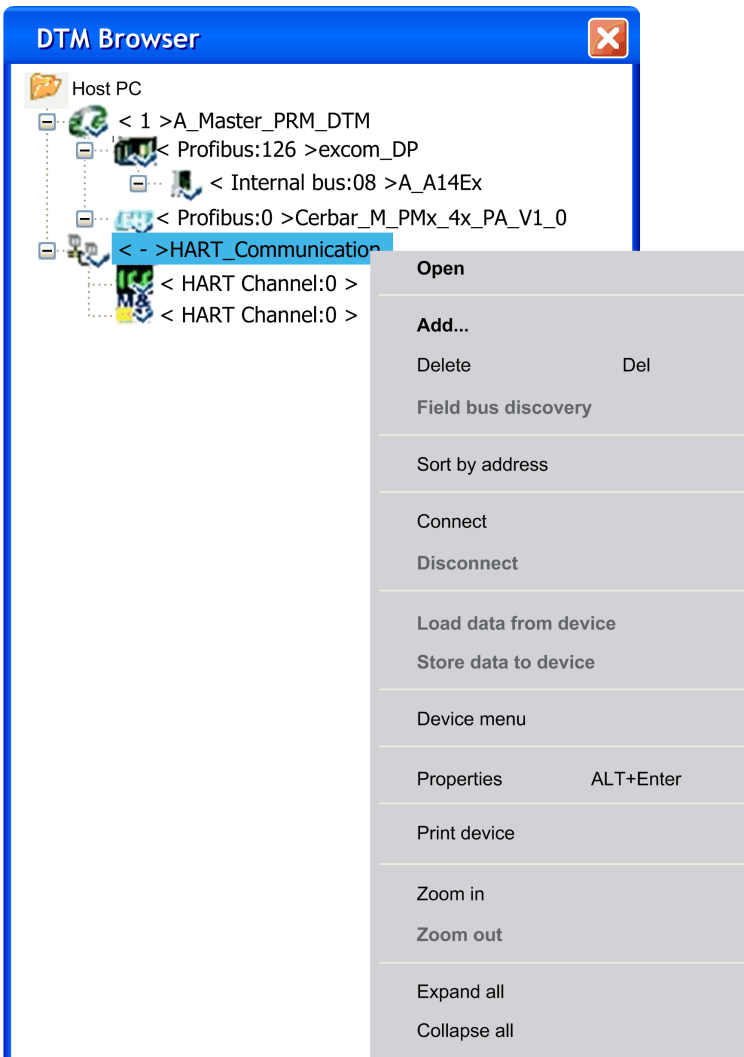 DTM Browser
Host PC
< 1 >A_Master_PRM_DTM
< Profibus:126 >excom_DP
< Internal bus:08 >A_A14Ex
< Profibus:0 >Cerbar_M_PMx_4x_PA_V1_0
< - >HART_Communication
< HART Channel:0 >
M&
< HART Channel:0 >
Open
Add...
Delete Del
Field bus discovery
Sort by address
Connect
Disconnect
Load data from device
Store data to device
Device menu
Properties ALT+Enter
Print device
Zoom in
Zoom out
Expand all
Collapse all